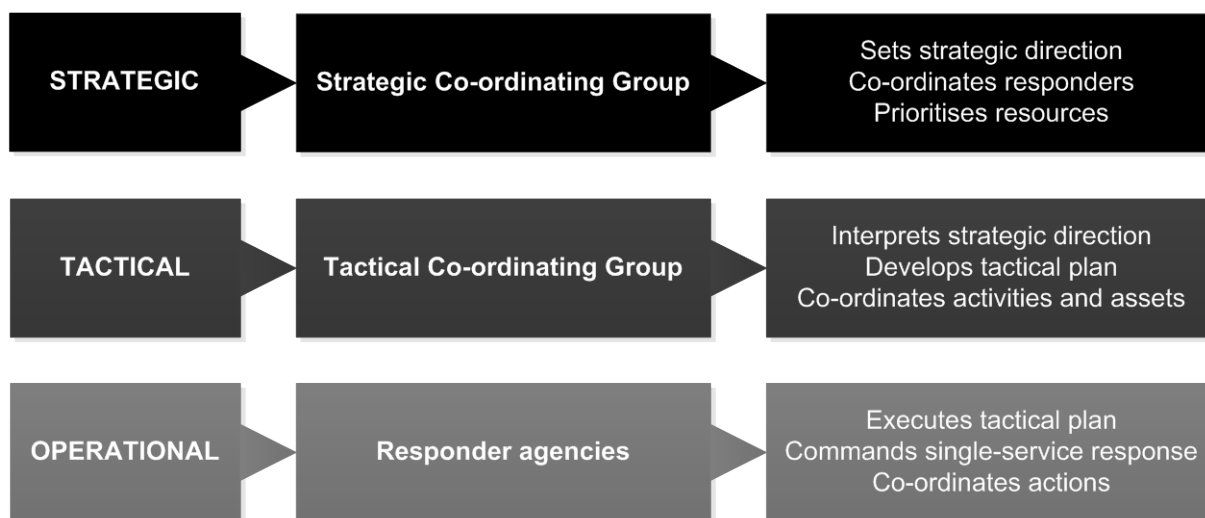 STRATEGIC
Strategic Co-ordinating Group
Sets strategic direction
Co-ordinates responders
Prioritises resources
TACTICAL
Tactical Co-ordinating Group
Interprets strategic direction
Develops tactical plan
Co-ordinates activities and assets
OPERATIONAL
Responder agencies
Executes tactical plan
Commands single-service response
Co-ordinates actions